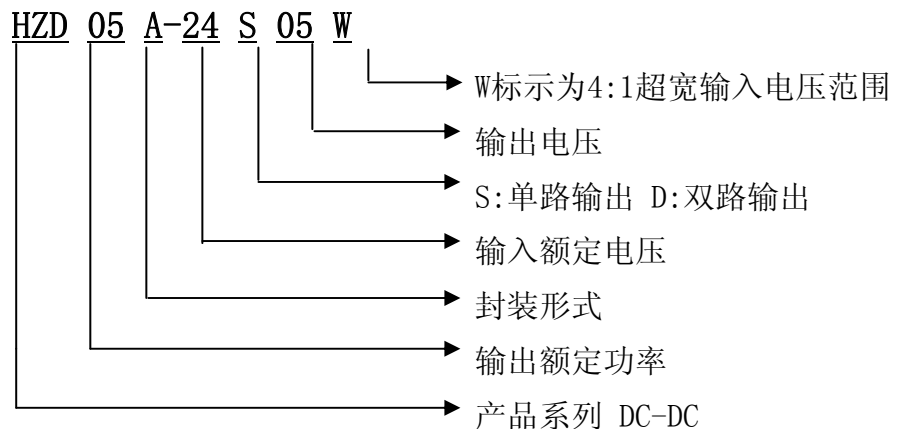 HZD 05 A-24 S 05 W
W标示为4:1超宽输入电压范围
输出电压
S:单路输出 D:双路输出
输入额定电压
封装形式
输出额定功率
产品系列 DC-DC